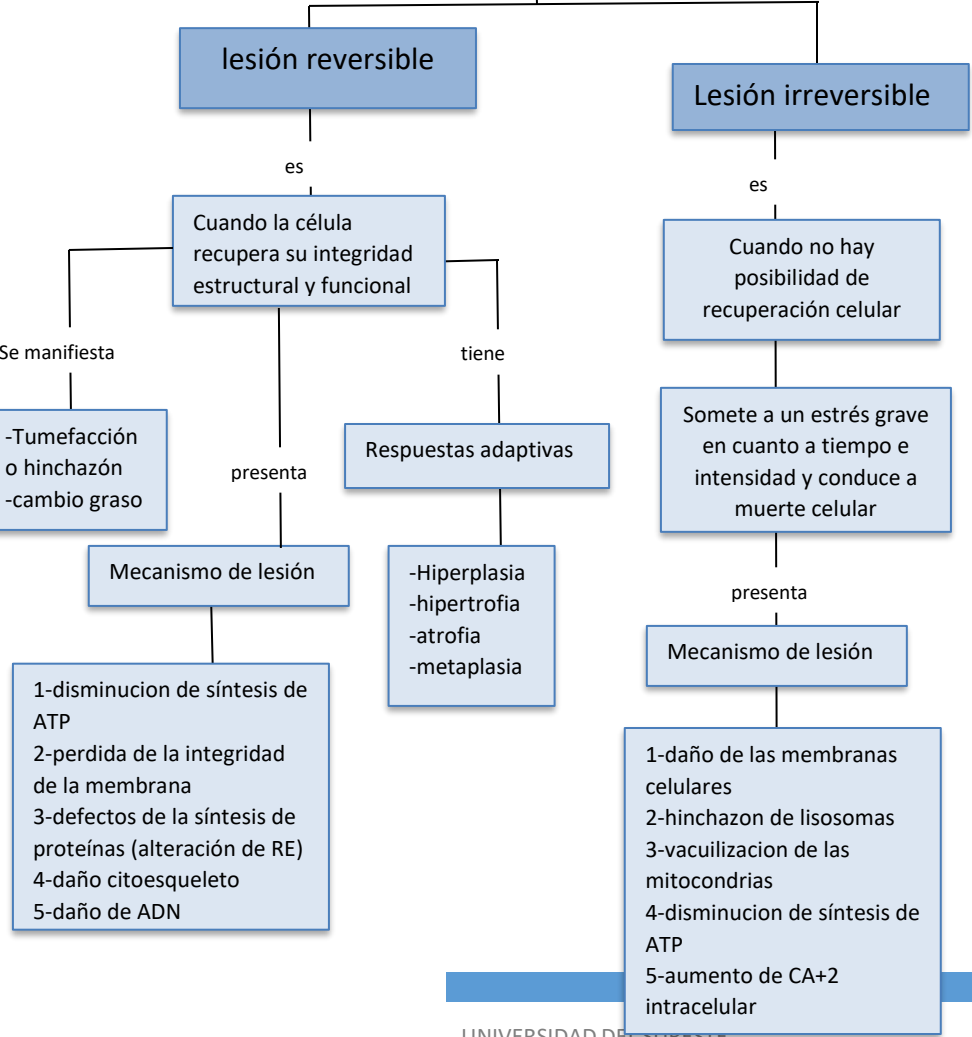 lesión reversible
Lesión irreversible
es
es
Cuando la célula
recupera su integridad
estructural y funcional
Cuando no hay
posibilidad de
recuperación celular
Se manifiesta
tiene
-Tumefacción
o hinchazón
-cambio graso
presenta
Respuestas adaptivas
Somete a un estrés grave
en cuanto a tiempo e
intensidad y conduce a
muerte celular
Mecanismo de lesión
-Hiperplasia
-hipertrofia
-atrofia
-metaplasia
presenta
Mecanismo de lesión
1-disminucion de síntesis de
ATP
2-perdida de la integridad
de la membrana
3-defectos de la síntesis de
proteínas (alteración de RE)
4-daño citoesqueleto
5-daño de ADN
1-daño de las membranas
celulares
2-hinchazon de lisosomas
3-vacuilizacion de las
mitocondrias
4-disminucion de síntesis de
ATP
5-aumento de CA+2
intracelular
UNIVERSIDAD DEL SURESTE